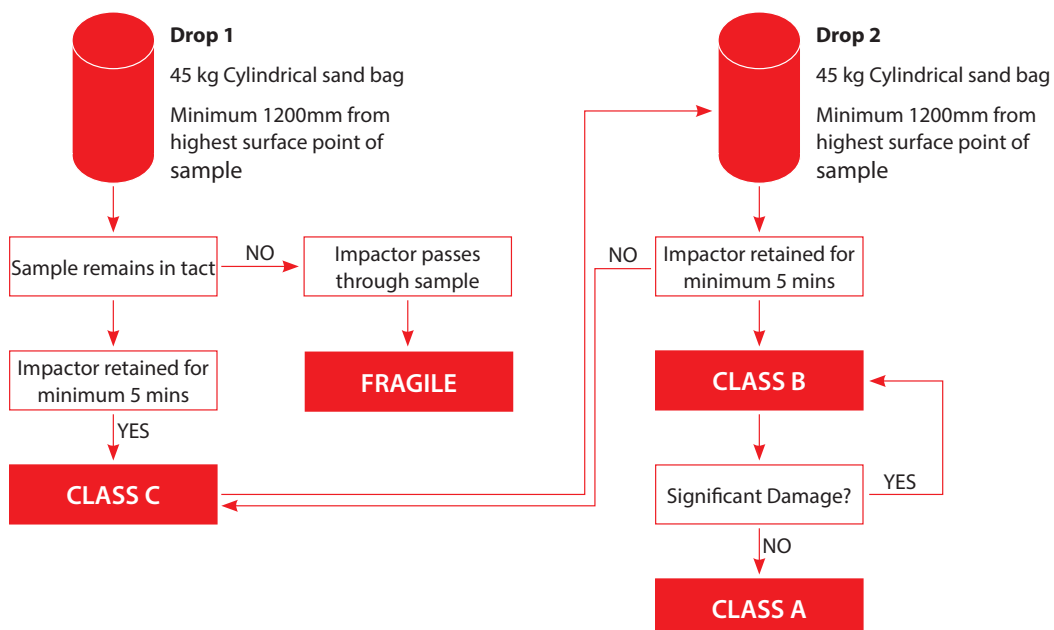 Drop 1
45 kg Cylindrical sand bag
Minimum 1200mm from
highest surface point of
sample
Sample remains in tact
NO
Impactor passes
through sample
FRAGILE
Impactor retained for
minimum 5 mins
YES
CLASS C
Drop 2
45 kg Cylindrical sand bag
Minimum 1200mm from
highest surface point of
sample
NO
Impactor retained for
minimum 5 mins
CLASS B
Significant Damage?
YES
NO
CLASS A